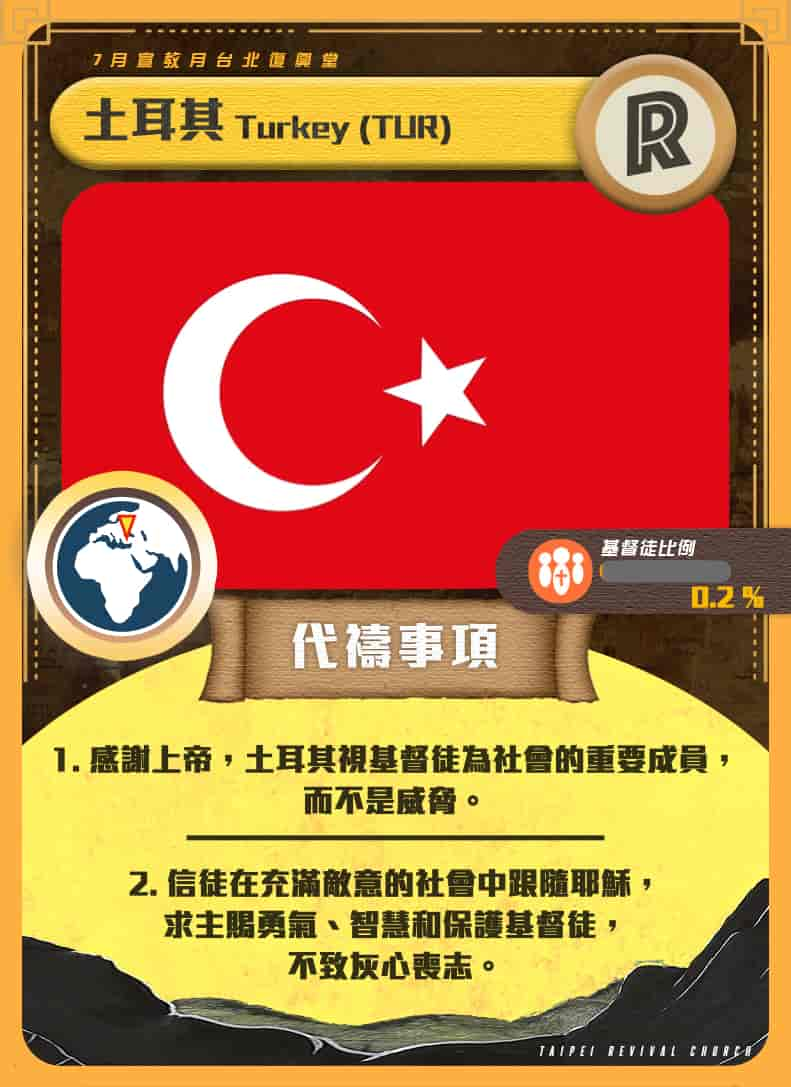 7月宣教月台北復興堂
土耳其 Turkey (TUR)
R
基督徒比例
0.2 %
代禱事項
1. 感謝上帝，土耳其視基督徒為社會的重要成員，
而不是威脅。
2. 信徒在充滿敵意的社會中跟隨耶穌，
求主賜勇氣、智慧和保護基督徒，
不致灰心喪志。
TAIPEI REVIVAL CHURCH